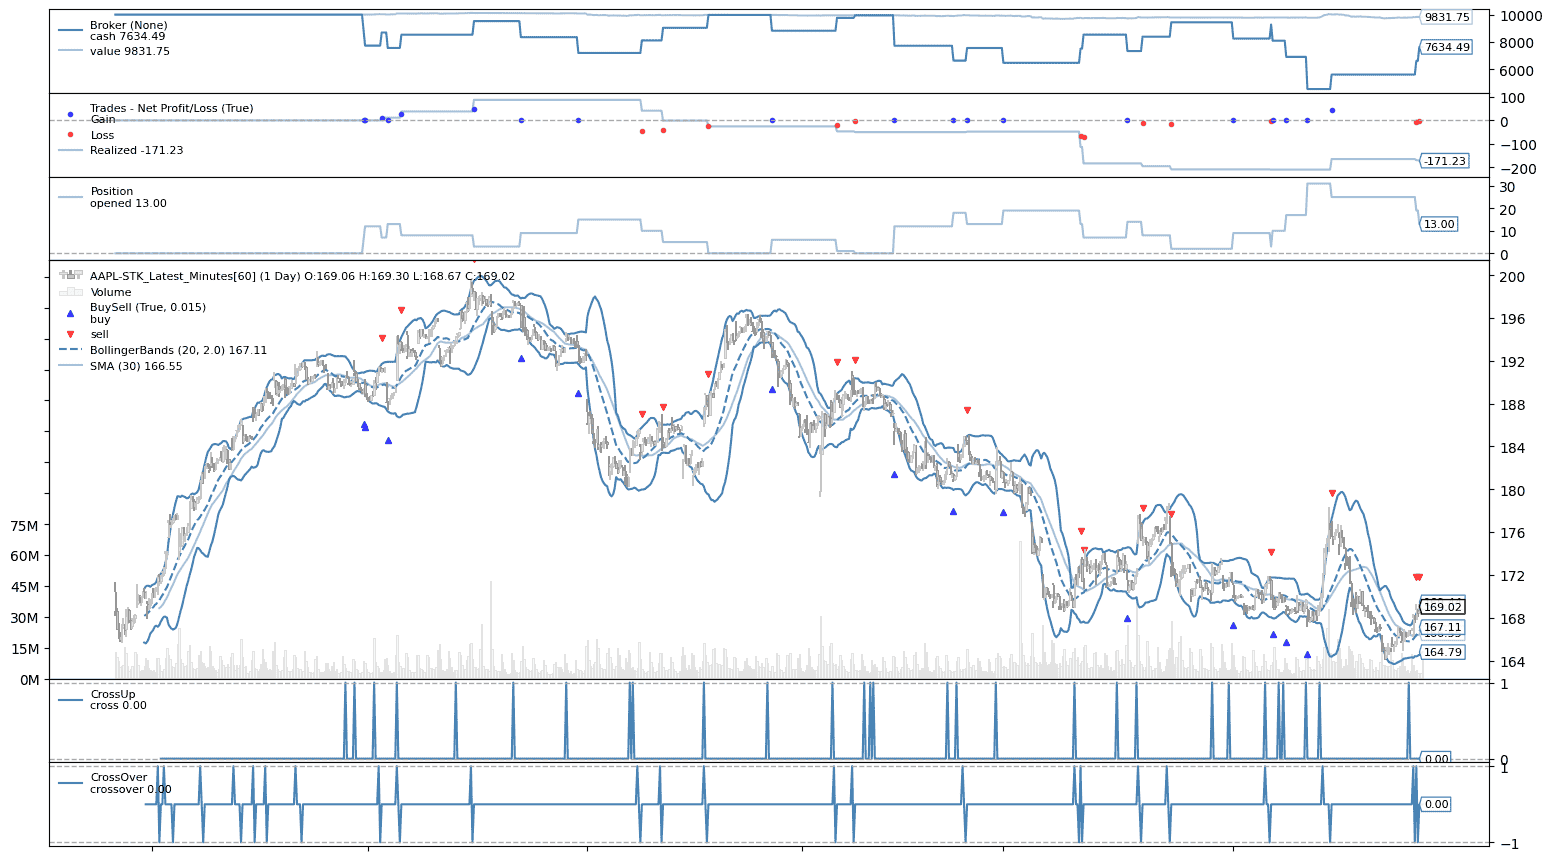 Broker (None)
cash 7634.49
value 9831.75
9831.75
7634.49
10000
8000
6000
Trades - Net Profit/Loss (True)
Gain
Loss
Realized -171.23
-171.23
100
0
−100
−200
Position
opened 13.00
13.00
30
20
10
0
AAPL-STK_Latest_Minutes[60] (1 Day) O:169.06 H:169.30 L:168.67 C:169.02
Volume
BuySell (True, 0.015)
buy
sell
BollingerBands (20, 2.0) 167.11
SMA (30) 166.55
200
196
192
188
184
180
176
172
168
164
75M
60M
45M
30M
15M
0M
169.02
167.11
164.79
CrossUp
cross 0.00
0.00
1
0
CrossOver
crossover 0.00
0.00
1
−1